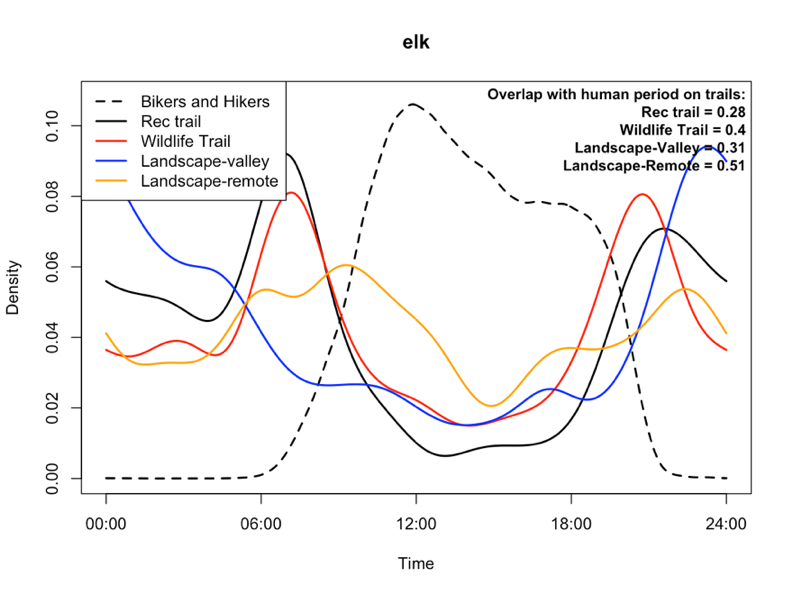 elk
Bikers and Hikers
Rec trail
Wildlife Trail
Landscape-valley
Landscape-remote
Overlap with human period on trails:
Rec trail = 0.28
Wildlife Trail = 0.4
Landscape-Valley = 0.31
Landscape-Remote = 0.51
Density
0.10
0.08
0.06
0.04
0.02
0.00
00:00 06:00 12:00 18:00 24:00
Time